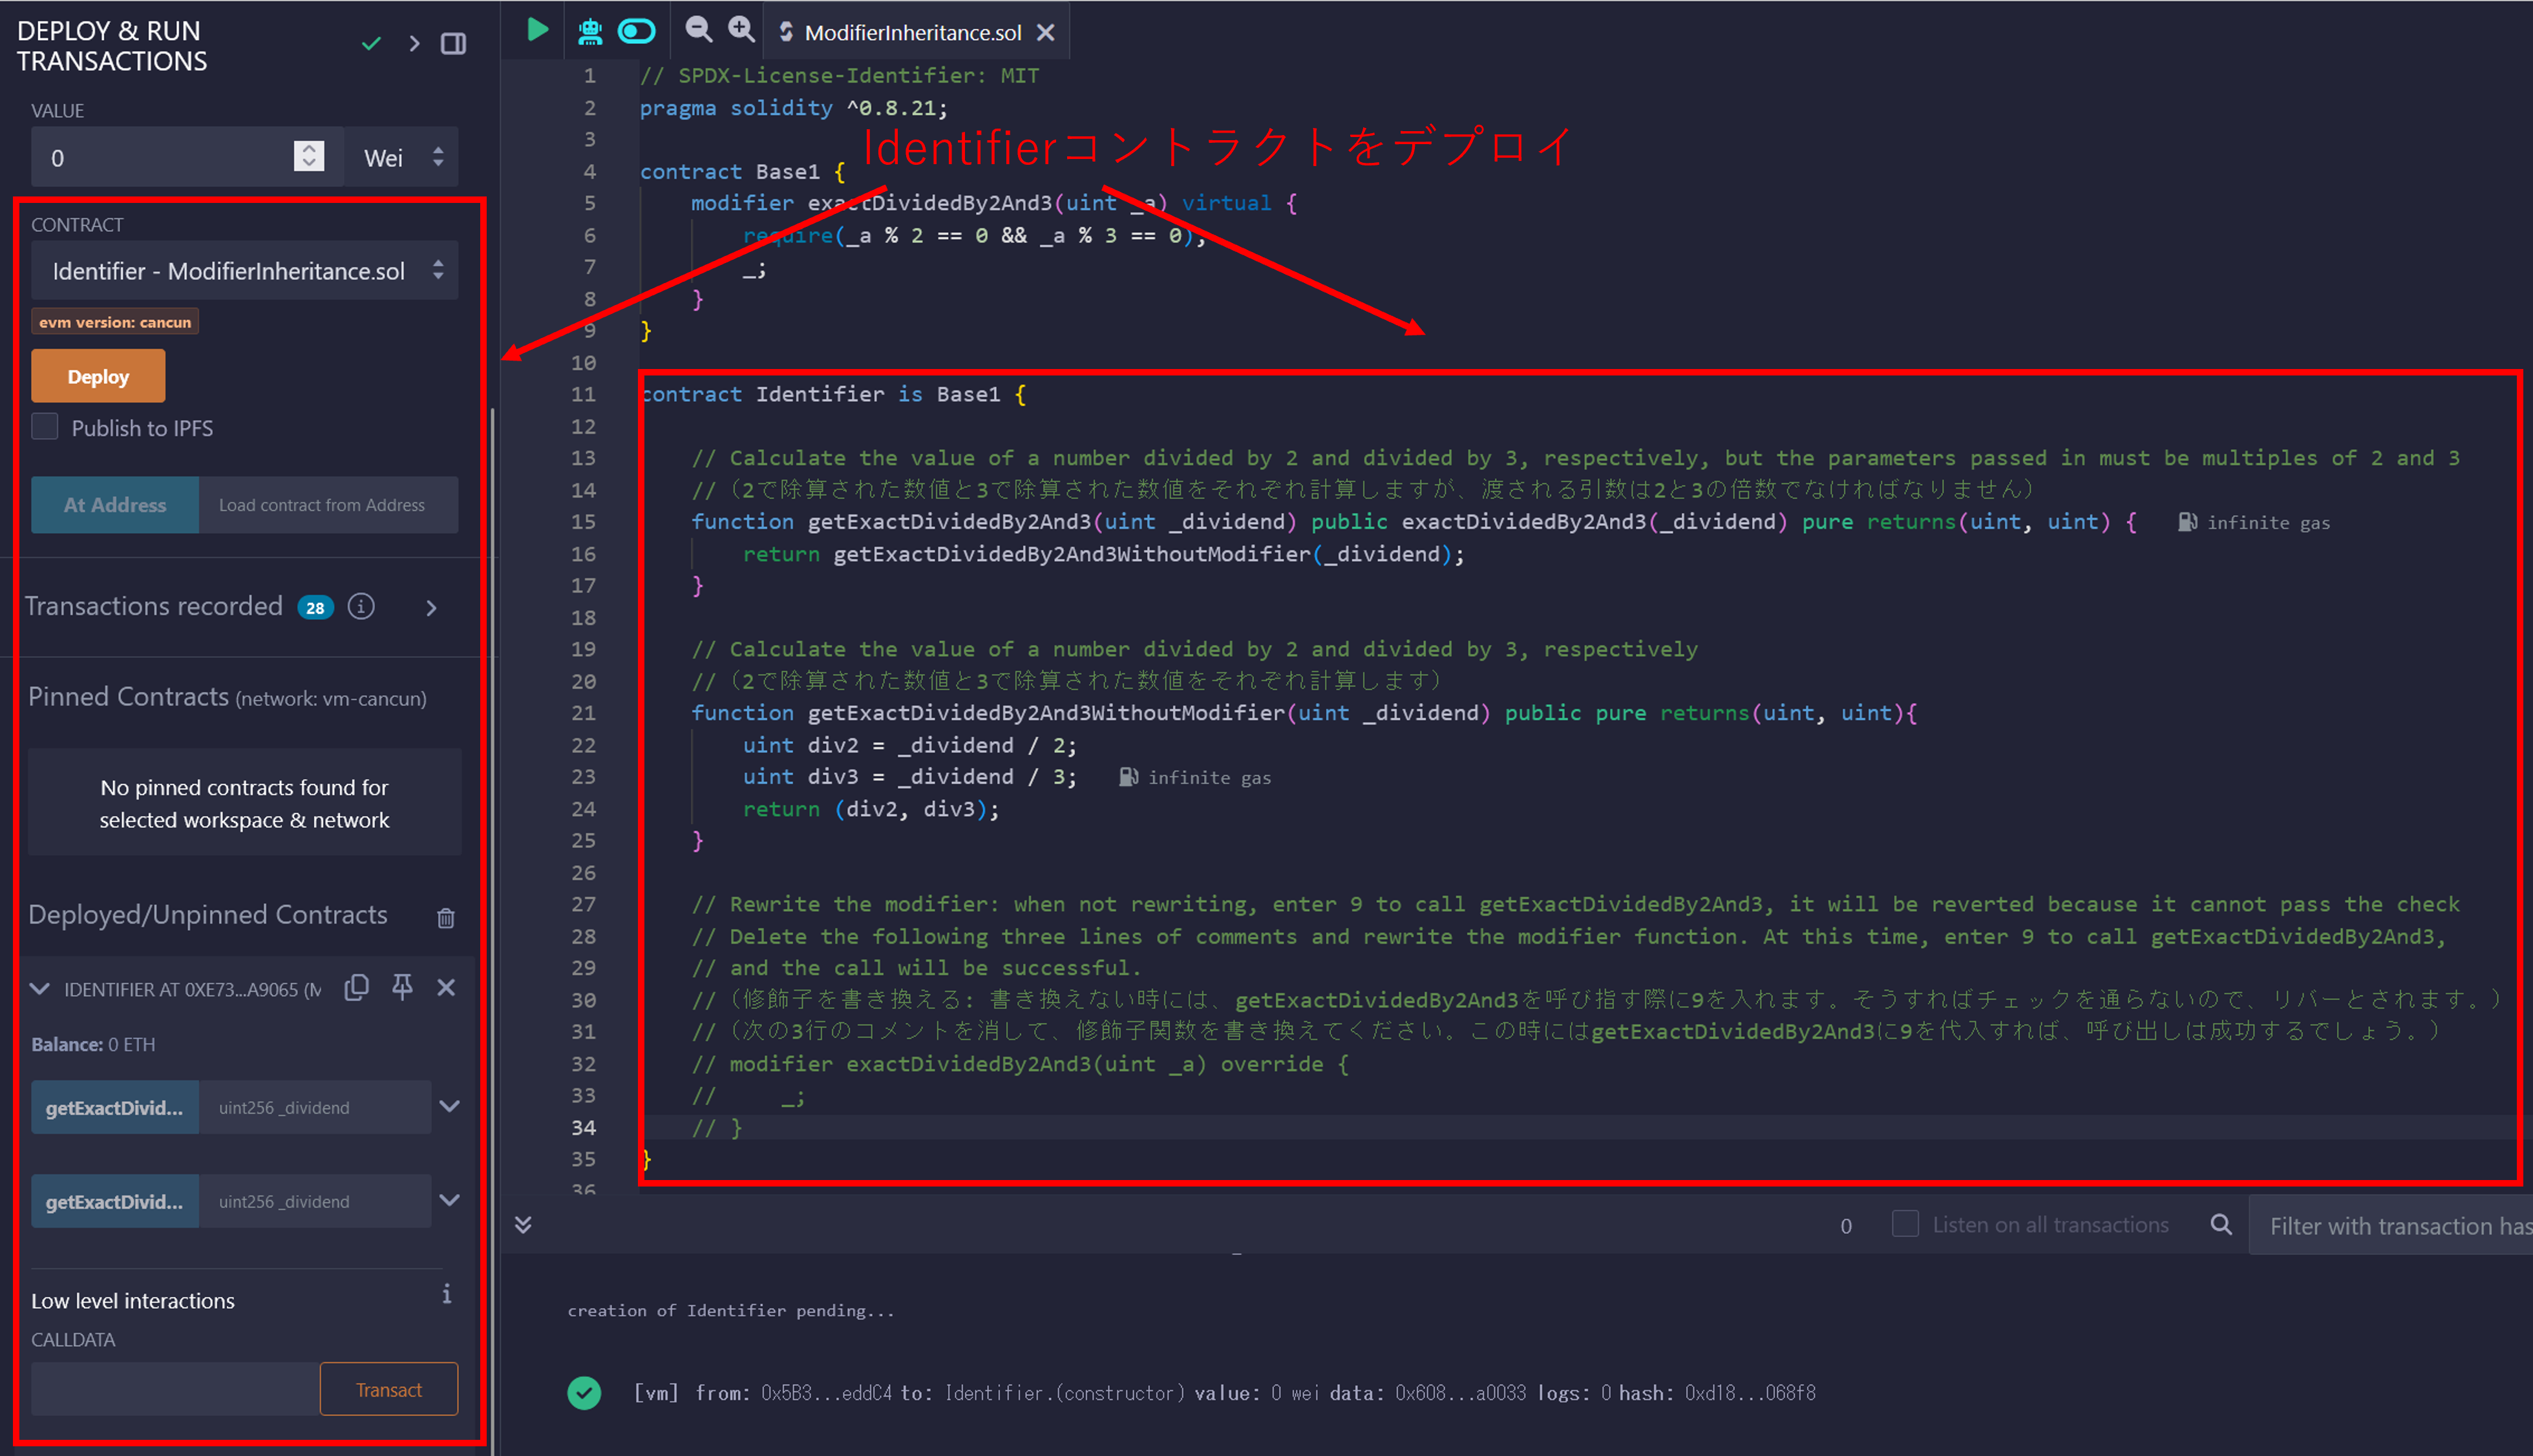 DEPLOY & RUN
TRANSACTIONS
VALUE
0
Wei
CONTRACT
Identifier - ModifierInheritance.sol
evm version: cancun
Deploy
Publish to IPFS
At Address
Load contract from Address
Transactions recorded 28 i
Pinned Contracts (network: vm-cancun)
No pinned contracts found for
selected workspace & network
Deployed/Unpinned Contracts
IDENTIFIER AT 0XE73...A9065 (M
Balance: 0 ETH
getExactDivid... uint256 _dividend
getExactDivid... uint256 _dividend
Low level interactions
CALLDATA
Transact
ModifierInheritance.sol
Identifierコントラクトをデプロイ
1 // SPDX-License-Identifier: MIT
2 pragma solidity ^0.8.21;
3
4 contract Base1 {
5 modifier exactDividedBy2And3(uint _a) virtual {
6 require(_a % 2 == 0 && _a % 3 == 0);
7 _;
8 }
9 }
10
11 contract Identifier is Base1 {
12
13 // Calculate the value of a number divided by 2 and divided by 3, respectively, but the parameters passed in must be multiples of 2 and 3
14 //（2で除算された数値と3で除算された数値をそれぞれ計算しますが、渡される引数は2と3の倍数でなければなりません）
15 function getExactDividedBy2And3(uint _dividend) public exactDividedBy2And3(_dividend) pure returns(uint, uint) { infinite gas
16 return getExactDividedBy2And3WithoutModifier(_dividend);
17 }
18
19 // Calculate the value of a number divided by 2 and divided by 3, respectively
20 //（2で除算された数値と3で除算された数値をそれぞれ計算します）
21 function getExactDividedBy2And3WithoutModifier(uint _dividend) public pure returns(uint, uint){
22 uint div2 = _dividend / 2;
23 uint div3 = _dividend / 3; infinite gas
24 return (div2, div3);
25 }
26
27 // Rewrite the modifier: when not rewriting, enter 9 to call getExactDividedBy2And3, it will be reverted because it cannot pass the check
28 // Delete the following three lines of comments and rewrite the modifier function. At this time, enter 9 to call getExactDividedBy2And3,
29 // and the call will be successful.
30 //（修飾子を書き換える: 書き換えない時には、getExactDividedBy2And3を呼び指す際に9を入れます。そうすればチェックを通らないので、リバーとされます。）
31 //（次の3行のコメントを消して、修飾子関数を書き換えてください。この時にはgetExactDividedBy2And3に9を代入すれば、呼び出しは成功するでしょう。）
32 // modifier exactDividedBy2And3(uint _a) override {
33 // _;
34 // }
35 }
36
0
Listen on all transactions
Filter with transaction has
creation of Identifier pending...
[vm] from: 0x5B3...eddC4 to: Identifier.(constructor) value: 0 wei data: 0x608...a0033 logs: 0 hash: 0xd18...068f8